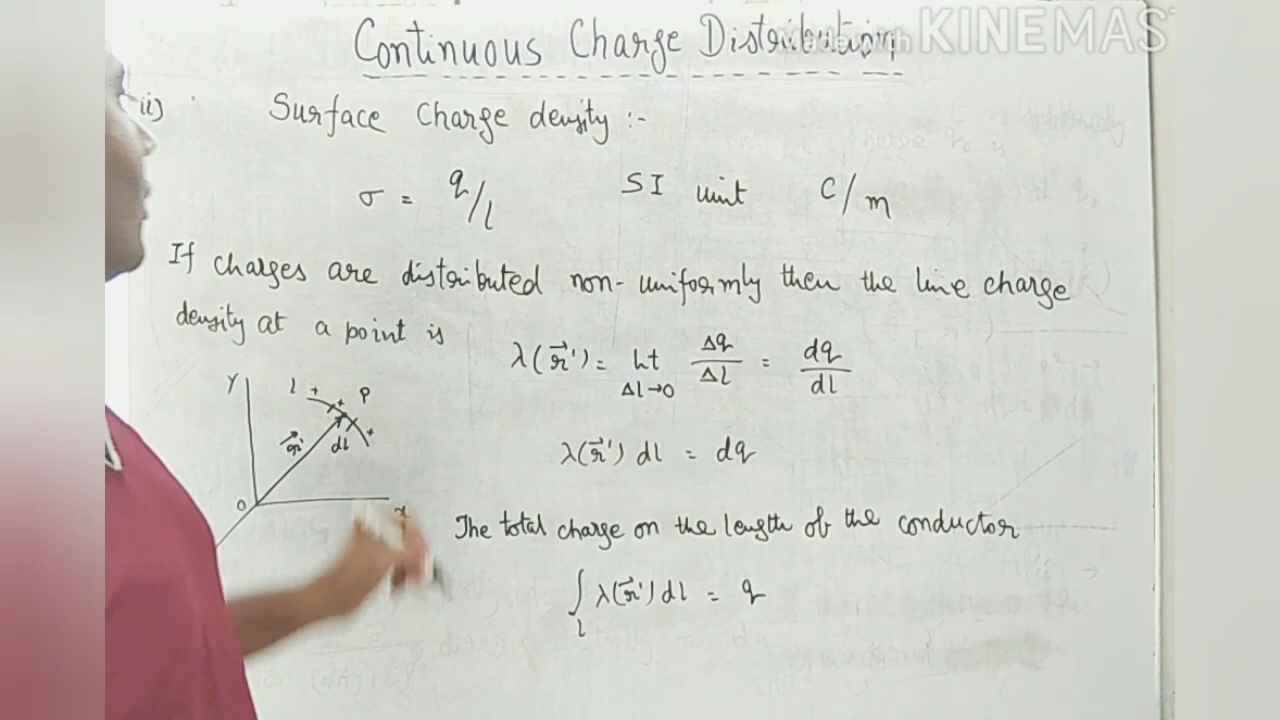 Continuous Charge Distribution
KINEMAS
ii) Surface Charge density :-
σ = q/l SI unit C/m
If charges are distributed non-uniformly then the line charge
density at a point is
λ(r⃗') = Lt Δl→0 Δq/Δl = dq/dl
Y l + + P +
r⃗' dl
λ(r⃗') dl = dq
O x
The total charge on the length of the conductor
∫l λ(r⃗') dl = q